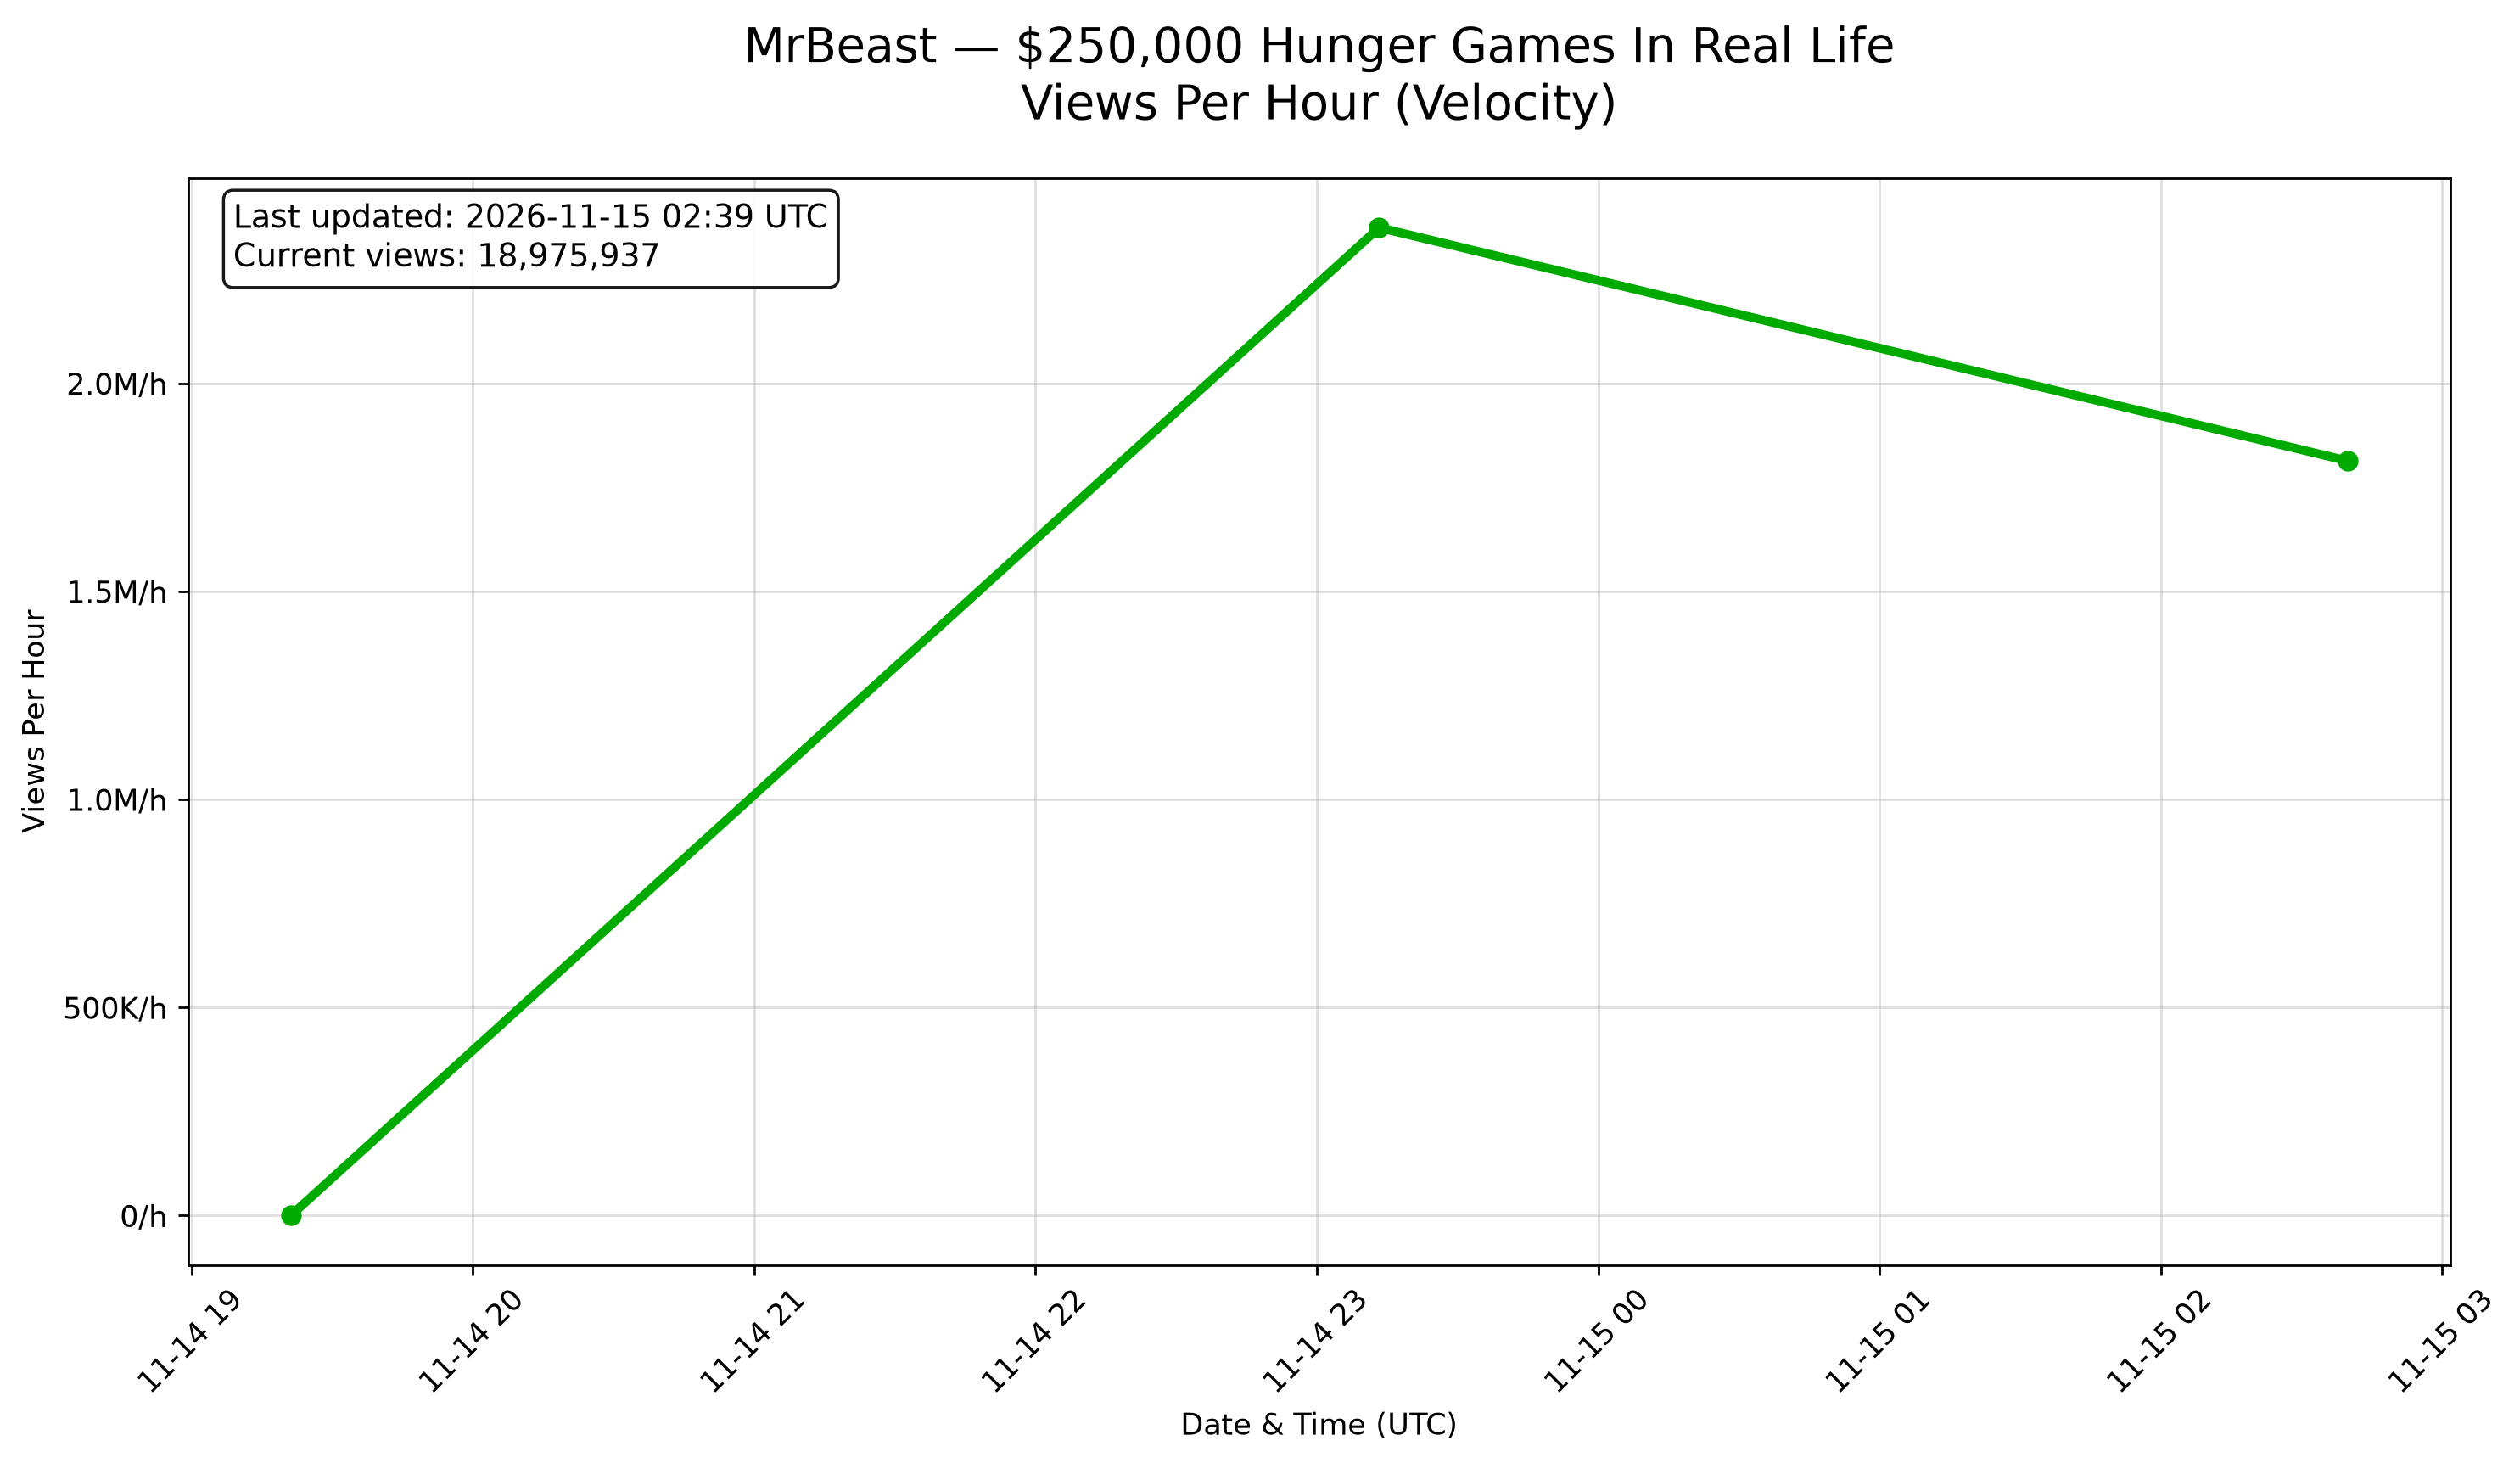 MrBeast — $250,000 Hunger Games In Real Life
Views Per Hour (Velocity)
Last updated: 2026-11-15 02:39 UTC
Current views: 18,975,937
Views Per Hour
2.0M/h
1.5M/h
1.0M/h
500K/h
0/h
11-14 19
11-14 20
11-14 21
11-14 22
11-14 23
11-15 00
11-15 01
11-15 02
11-15 03
Date & Time (UTC)